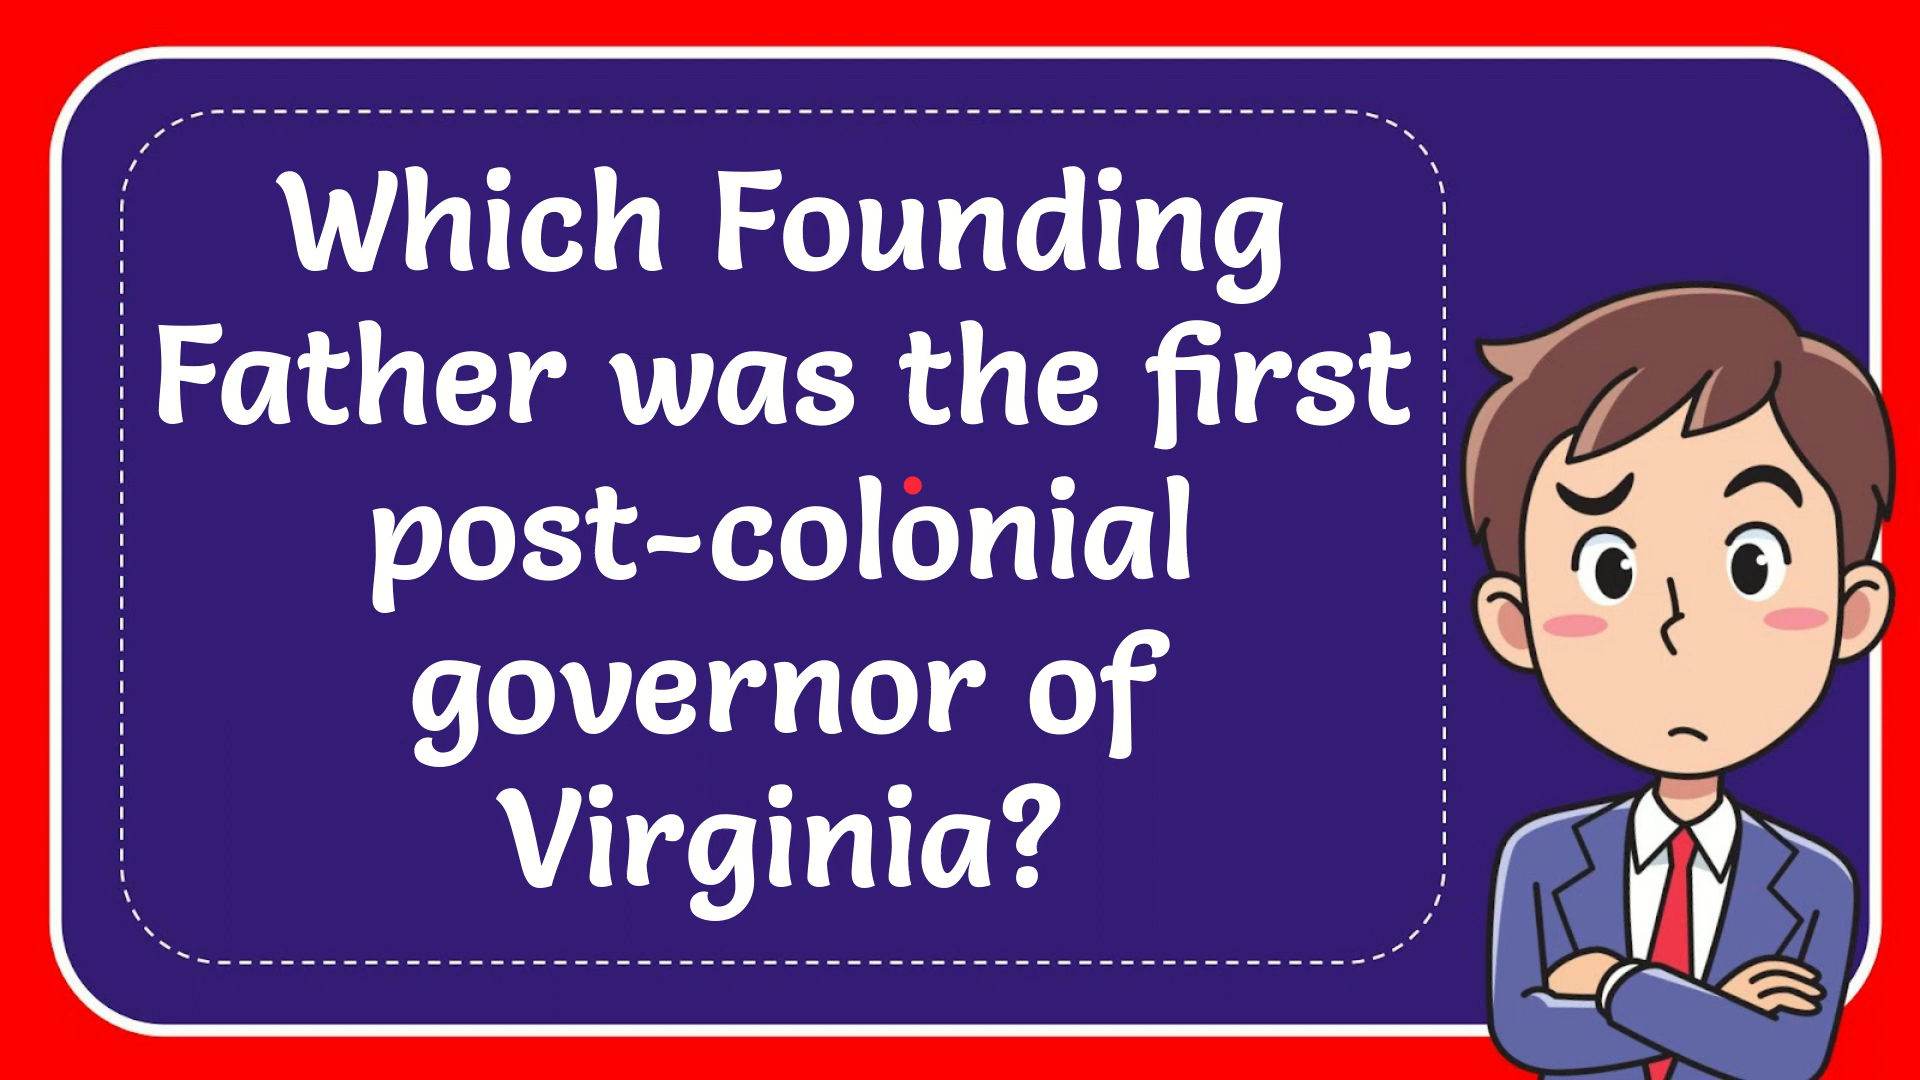 Which Founding
Father was the first
post-colonial
governor of
Virginia?